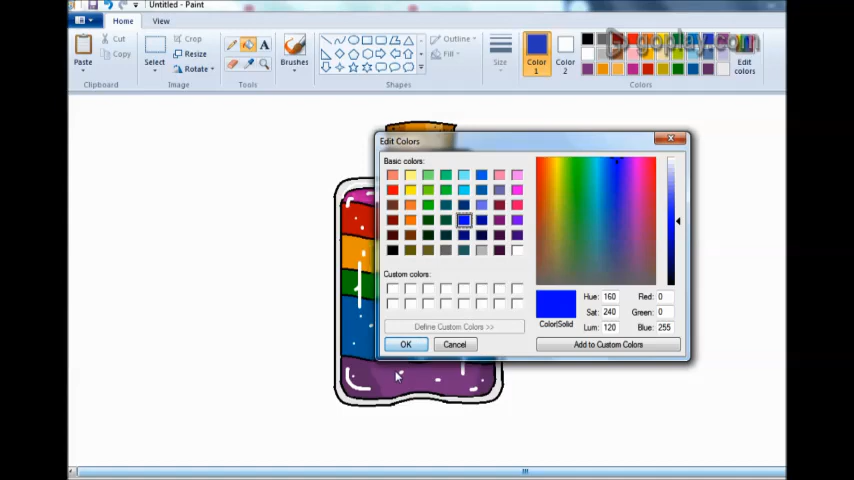 Untitled - Paint
Home
View
Cut
Copy
Paste
Clipboard
Crop
Resize
Rotate
Select
Image
A
Tools
Brushes
Outline
Fill
Shapes
Size
Color 1
Color 2
Edit colors
Colors
goplay.com
Edit Colors
Basic colors:
Custom colors:
Define Custom Colors >>
OK
Cancel
Color|Solid
Hue: 160
Sat: 240
Lum: 120
Red: 0
Green: 0
Blue: 255
Add to Custom Colors